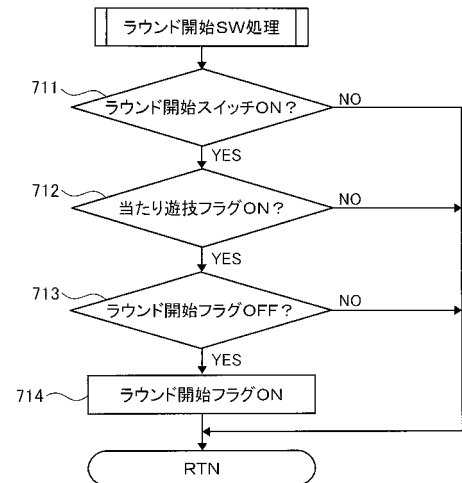 ラウンド開始SW処理
711
ラウンド開始スイッチON?
NO
YES
712
当たり遊技フラグON?
NO
YES
713
ラウンド開始フラグOFF?
NO
YES
714
ラウンド開始フラグON
RTN